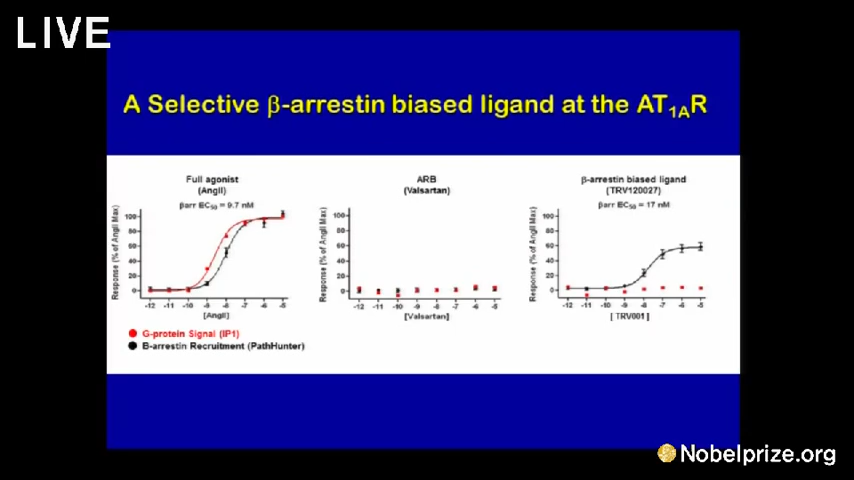 LIVE
A Selective β-arrestin biased ligand at the AT1AR
Full agonist
(AngII)
βarr EC50 = 9.7 nM
Response (% of AngII Max)
100
80
60
40
20
0
-12 -11 -10 -9 -8 -7 -6 -5
[AngII]
ARB
(Valsartan)
Response (% of AngII Max)
100
80
60
40
20
0
-12 -11 -10 -9 -8 -7 -6 -5
[Valsartan]
β-arrestin biased ligand
(TRV120027)
βarr EC50 = 17 nM
Response (% of AngII Max)
100
80
60
40
20
0
-12 -11 -10 -9 -8 -7 -6 -5
[ TRV001 ]
G-protein Signal (IP1)
B-arrestin Recruitment (PathHunter)
Nobelprize.org